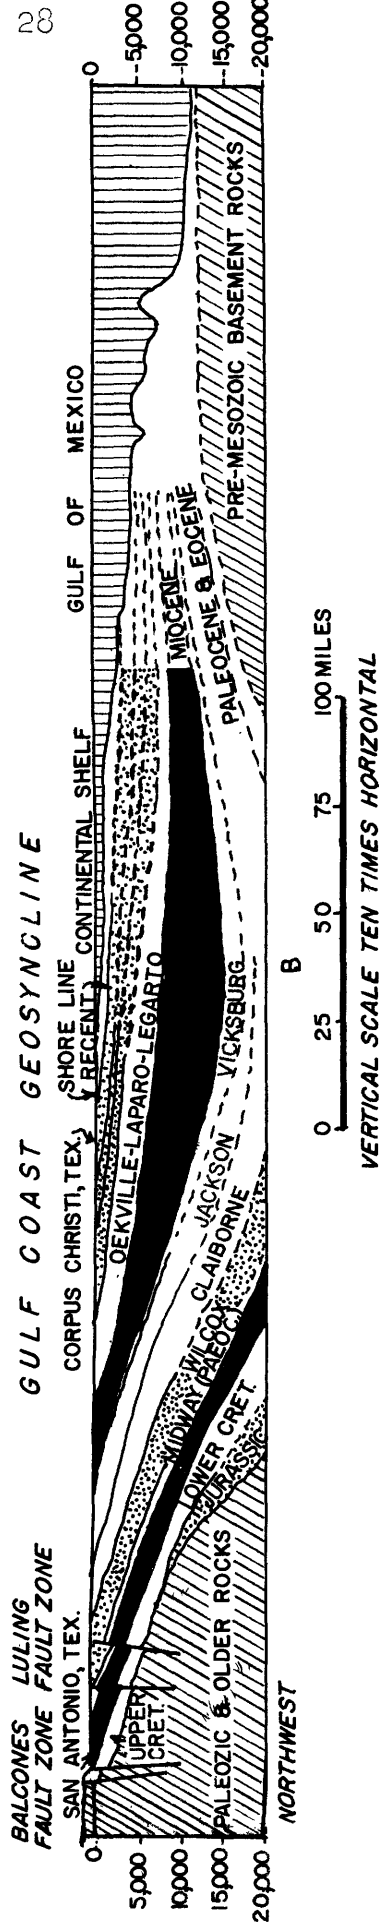 28
GULF COAST GEOSYNCLINE
BALCONES LULING
FAULT ZONE FAULT ZONE
SAN ANTONIO, TEX.
CORPUS CHRISTI, TEX.
SHORE LINE
RECENT
CONTINENTAL SHELF
GULF OF MEXICO
0
5,000
10,000
15,000
20,000
0
5,000
10,000
15,000
20,000
UPPER
CRET.
PALEOZIC & OLDER ROCKS
JURASSIC
LOWER CRET.
MIDWAY (PAEOC.)
WILCOX
CLAIBORNE
JACKSON
VICKSBURG
OEKVILLE-LAPARO-LEGARTO
MIOCENE
PALEOCENE & EOCENE
PRE-MESOZOIC BASEMENT ROCKS
NORTHWEST
B
0 25 50 75 100 MILES
VERTICAL SCALE TEN TIMES HORIZONTAL